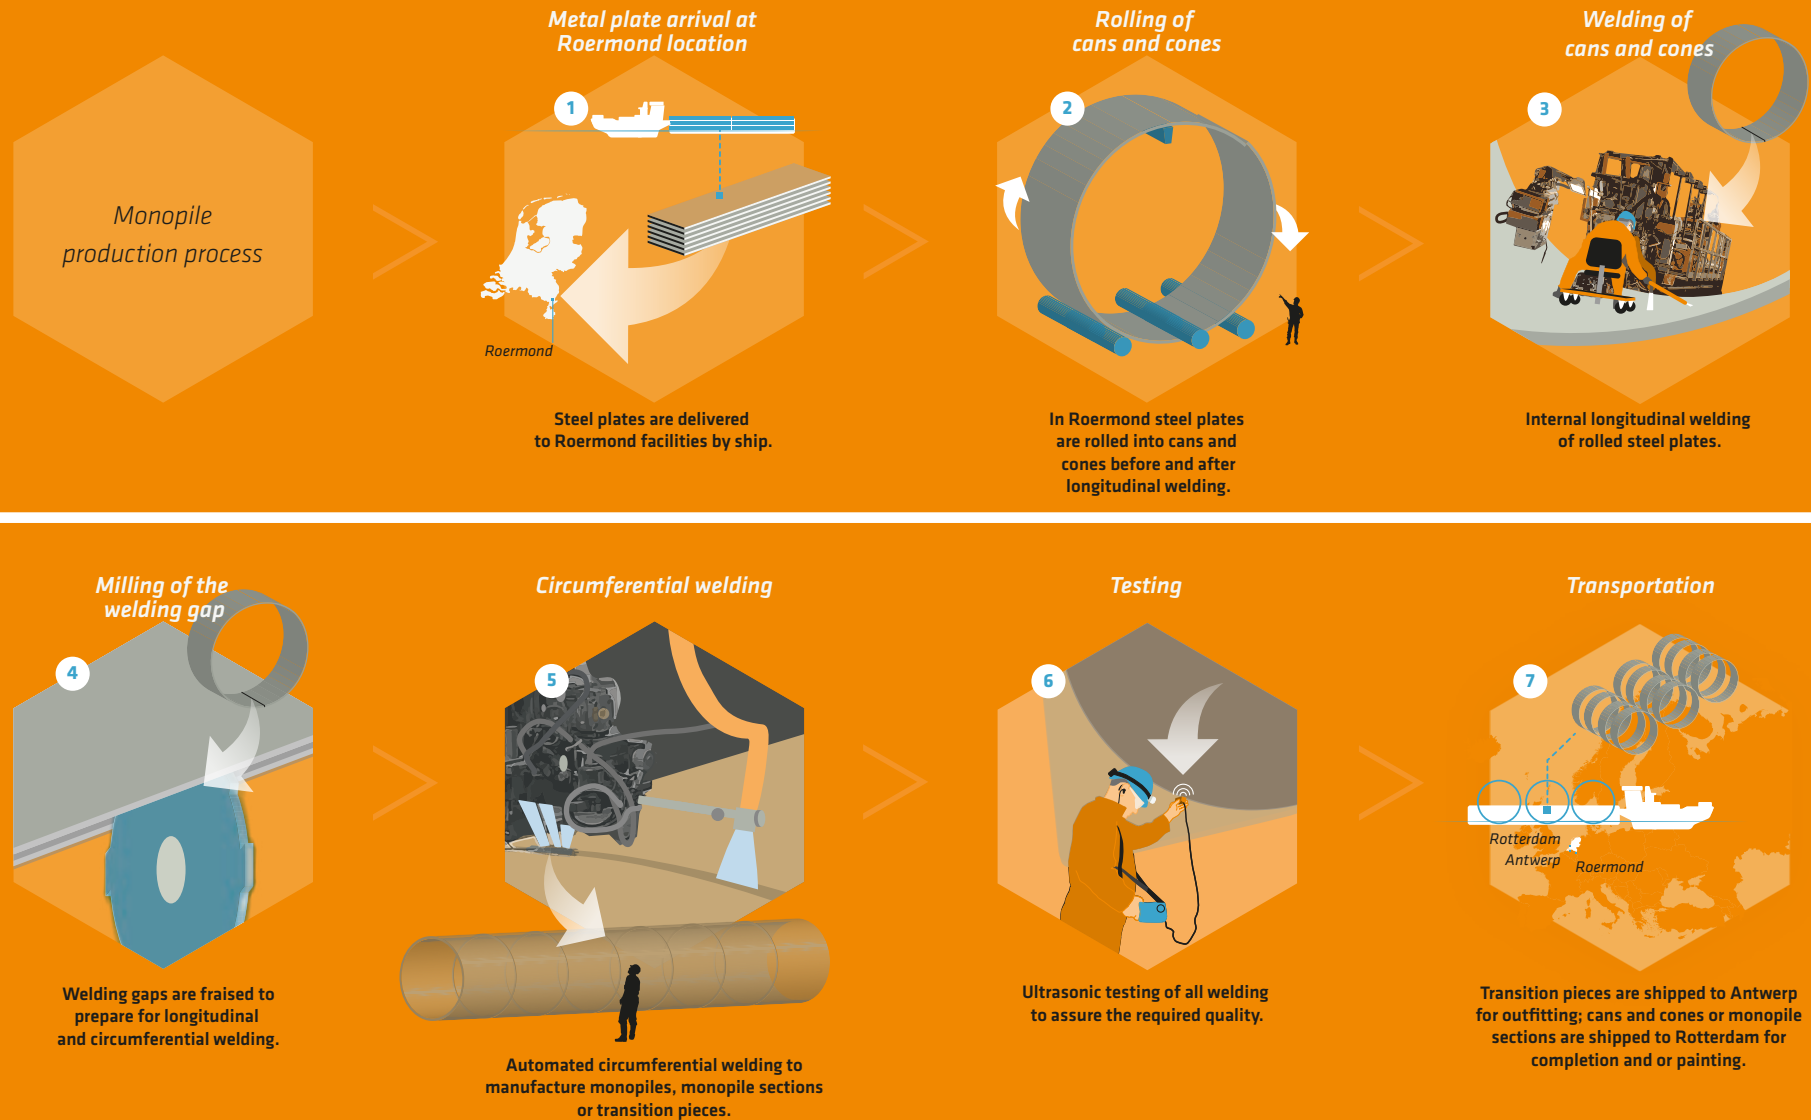 Monopile
production process
Metal plate arrival at
Roermond location
1
Roermond
Steel plates are delivered
to Roermond facilities by ship.
Rolling of
cans and cones
2
In Roermond steel plates
are rolled into cans and
cones before and after
longitudinal welding.
Welding of
cans and cones
3
Internal longitudinal welding
of rolled steel plates.
Milling of the
welding gap
4
Welding gaps are fraised to
prepare for longitudinal
and circumferential welding.
Circumferential welding
5
Automated circumferential welding to
manufacture monopiles, monopile sections
or transition pieces.
Testing
6
Ultrasonic testing of all welding
to assure the required quality.
Transportation
7
Rotterdam
Antwerp
Roermond
Transition pieces are shipped to Antwerp
for outfitting; cans and cones or monopile
sections are shipped to Rotterdam for
completion and or painting.